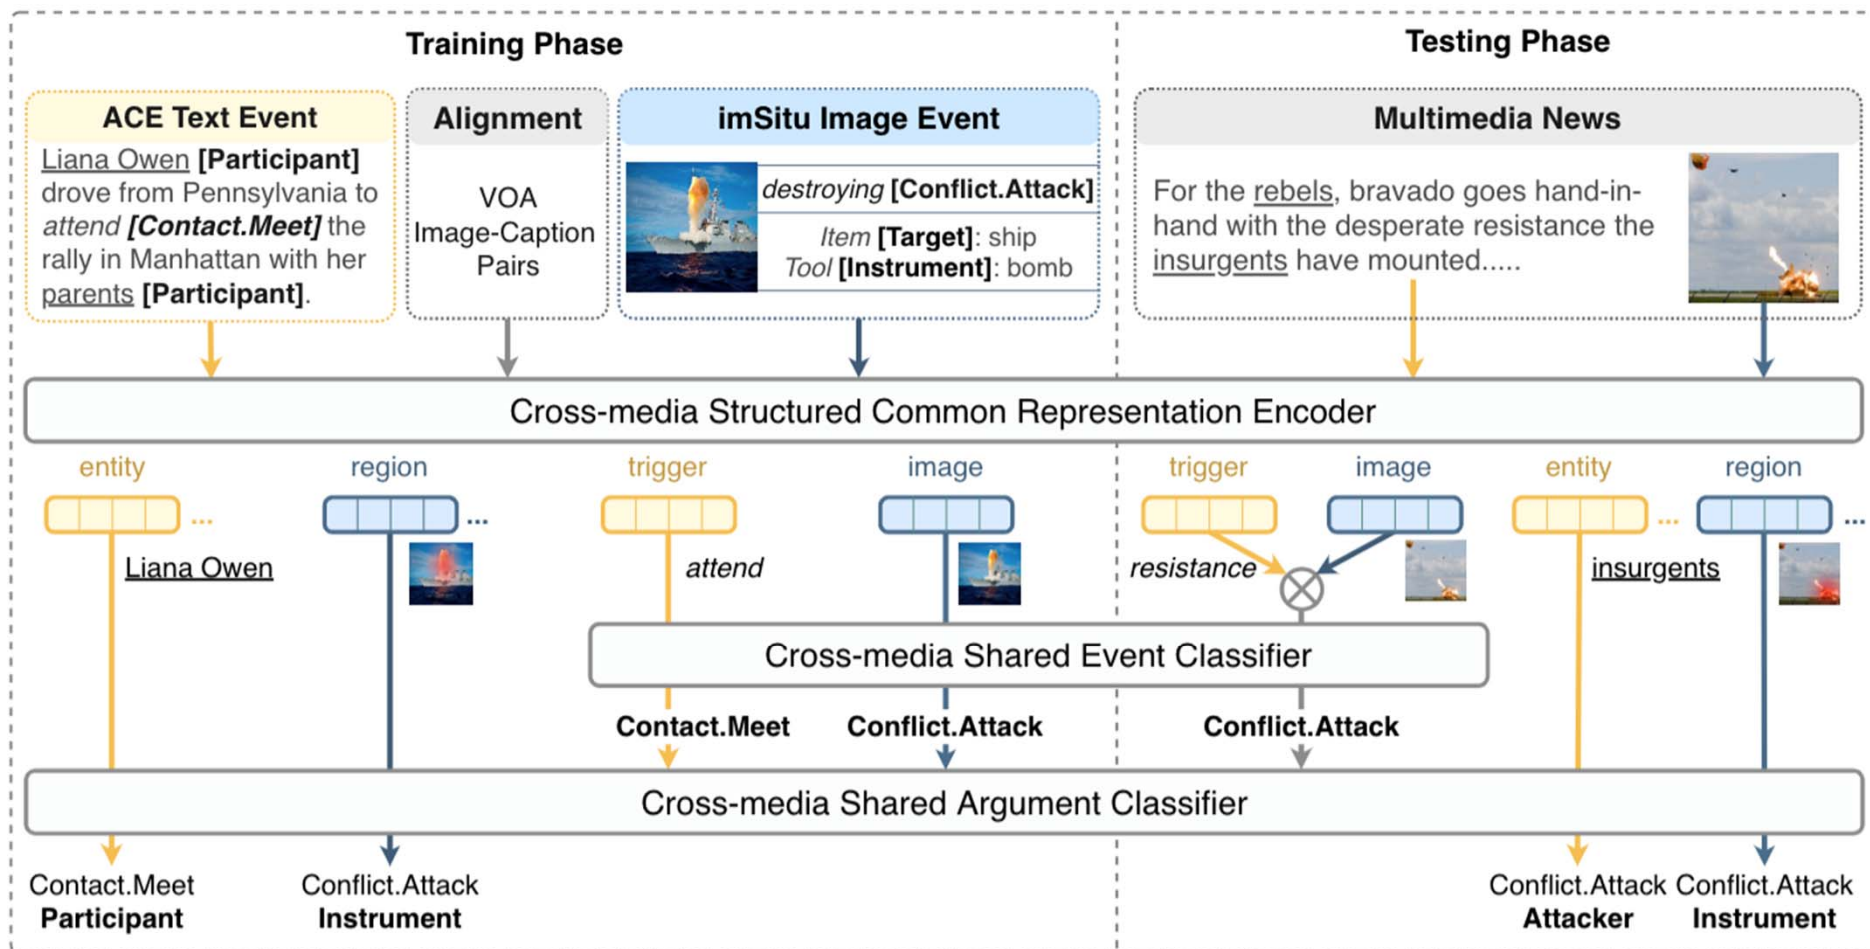 Training Phase
Testing Phase
ACE Text Event
Liana Owen [Participant]
drove from Pennsylvania to
attend [Contact.Meet] the
rally in Manhattan with her
parents [Participant].
Alignment
VOA
Image-Caption
Pairs
imSitu Image Event
destroying [Conflict.Attack]
Item [Target]: ship
Tool [Instrument]: bomb
Multimedia News
For the rebels, bravado goes hand-in-
hand with the desperate resistance the
insurgents have mounted.....
Cross-media Structured Common Representation Encoder
entity
region
trigger
image
trigger
image
entity
region
...
...
...
...
Liana Owen
attend
resistance
insurgents
Cross-media Shared Event Classifier
Contact.Meet
Conflict.Attack
Conflict.Attack
Cross-media Shared Argument Classifier
Contact.Meet
Participant
Conflict.Attack
Instrument
Conflict.Attack
Attacker
Conflict.Attack
Instrument